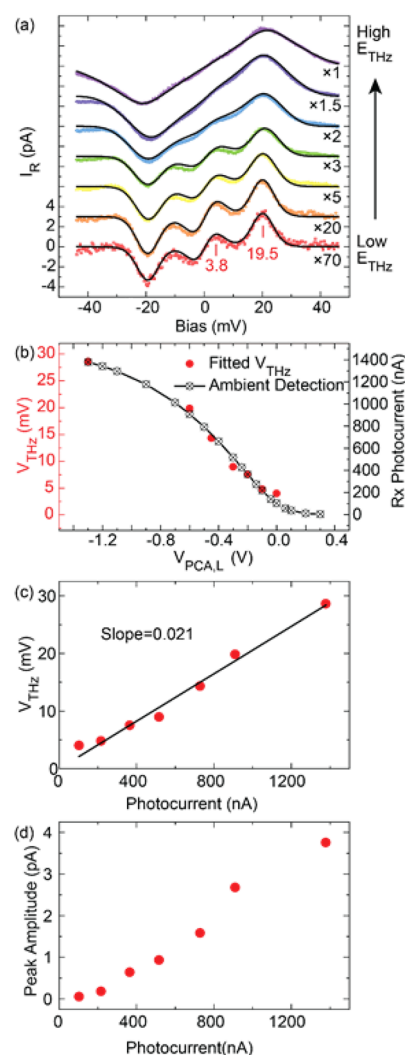 (a)
High
E_THz
×1
×1.5
×2
×3
×5
×20
×70
Low
E_THz
I_R (pA)
4
2
0
-2
-4
3.8
19.5
-40 -20 0 20 40
Bias (mV)
(b)
30
25
20
15
10
5
0
V_THz (mV)
Fitted V_THz
Ambient Detection
1400
1200
1000
800
600
400
200
0
Rx Photocurrent (nA)
-1.2 -0.8 -0.4 0.0 0.4
V_PCA,L (V)
(c)
30
20
10
0
V_THz (mV)
Slope=0.021
0 400 800 1200
Photocurrent (nA)
(d)
4
3
2
1
0
Peak Amplitude (pA)
0 400 800 1200
Photocurrent(nA)